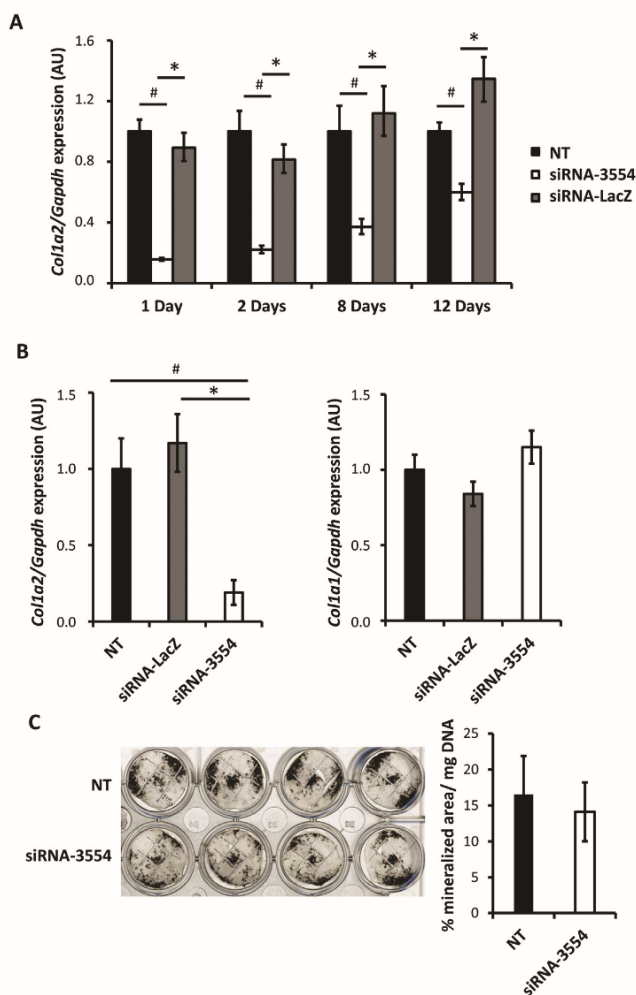 A
Col1a2/Gapdh expression (AU)
1.6
1.2
0.8
0.4
0.0
# * # * # * # *
1 Day 2 Days 8 Days 12 Days
NT
siRNA-3554
siRNA-LacZ
B
Col1a2/Gapdh expression (AU)
1.5
1.0
0.5
0.0
#
*
NT siRNA-LacZ siRNA-3554
Col1a1/Gapdh expression (AU)
1.5
1.0
0.5
0.0
NT siRNA-LacZ siRNA-3554
C
NT
siRNA-3554
% mineralized area/ mg DNA
25
20
15
10
5
0
NT siRNA-3554